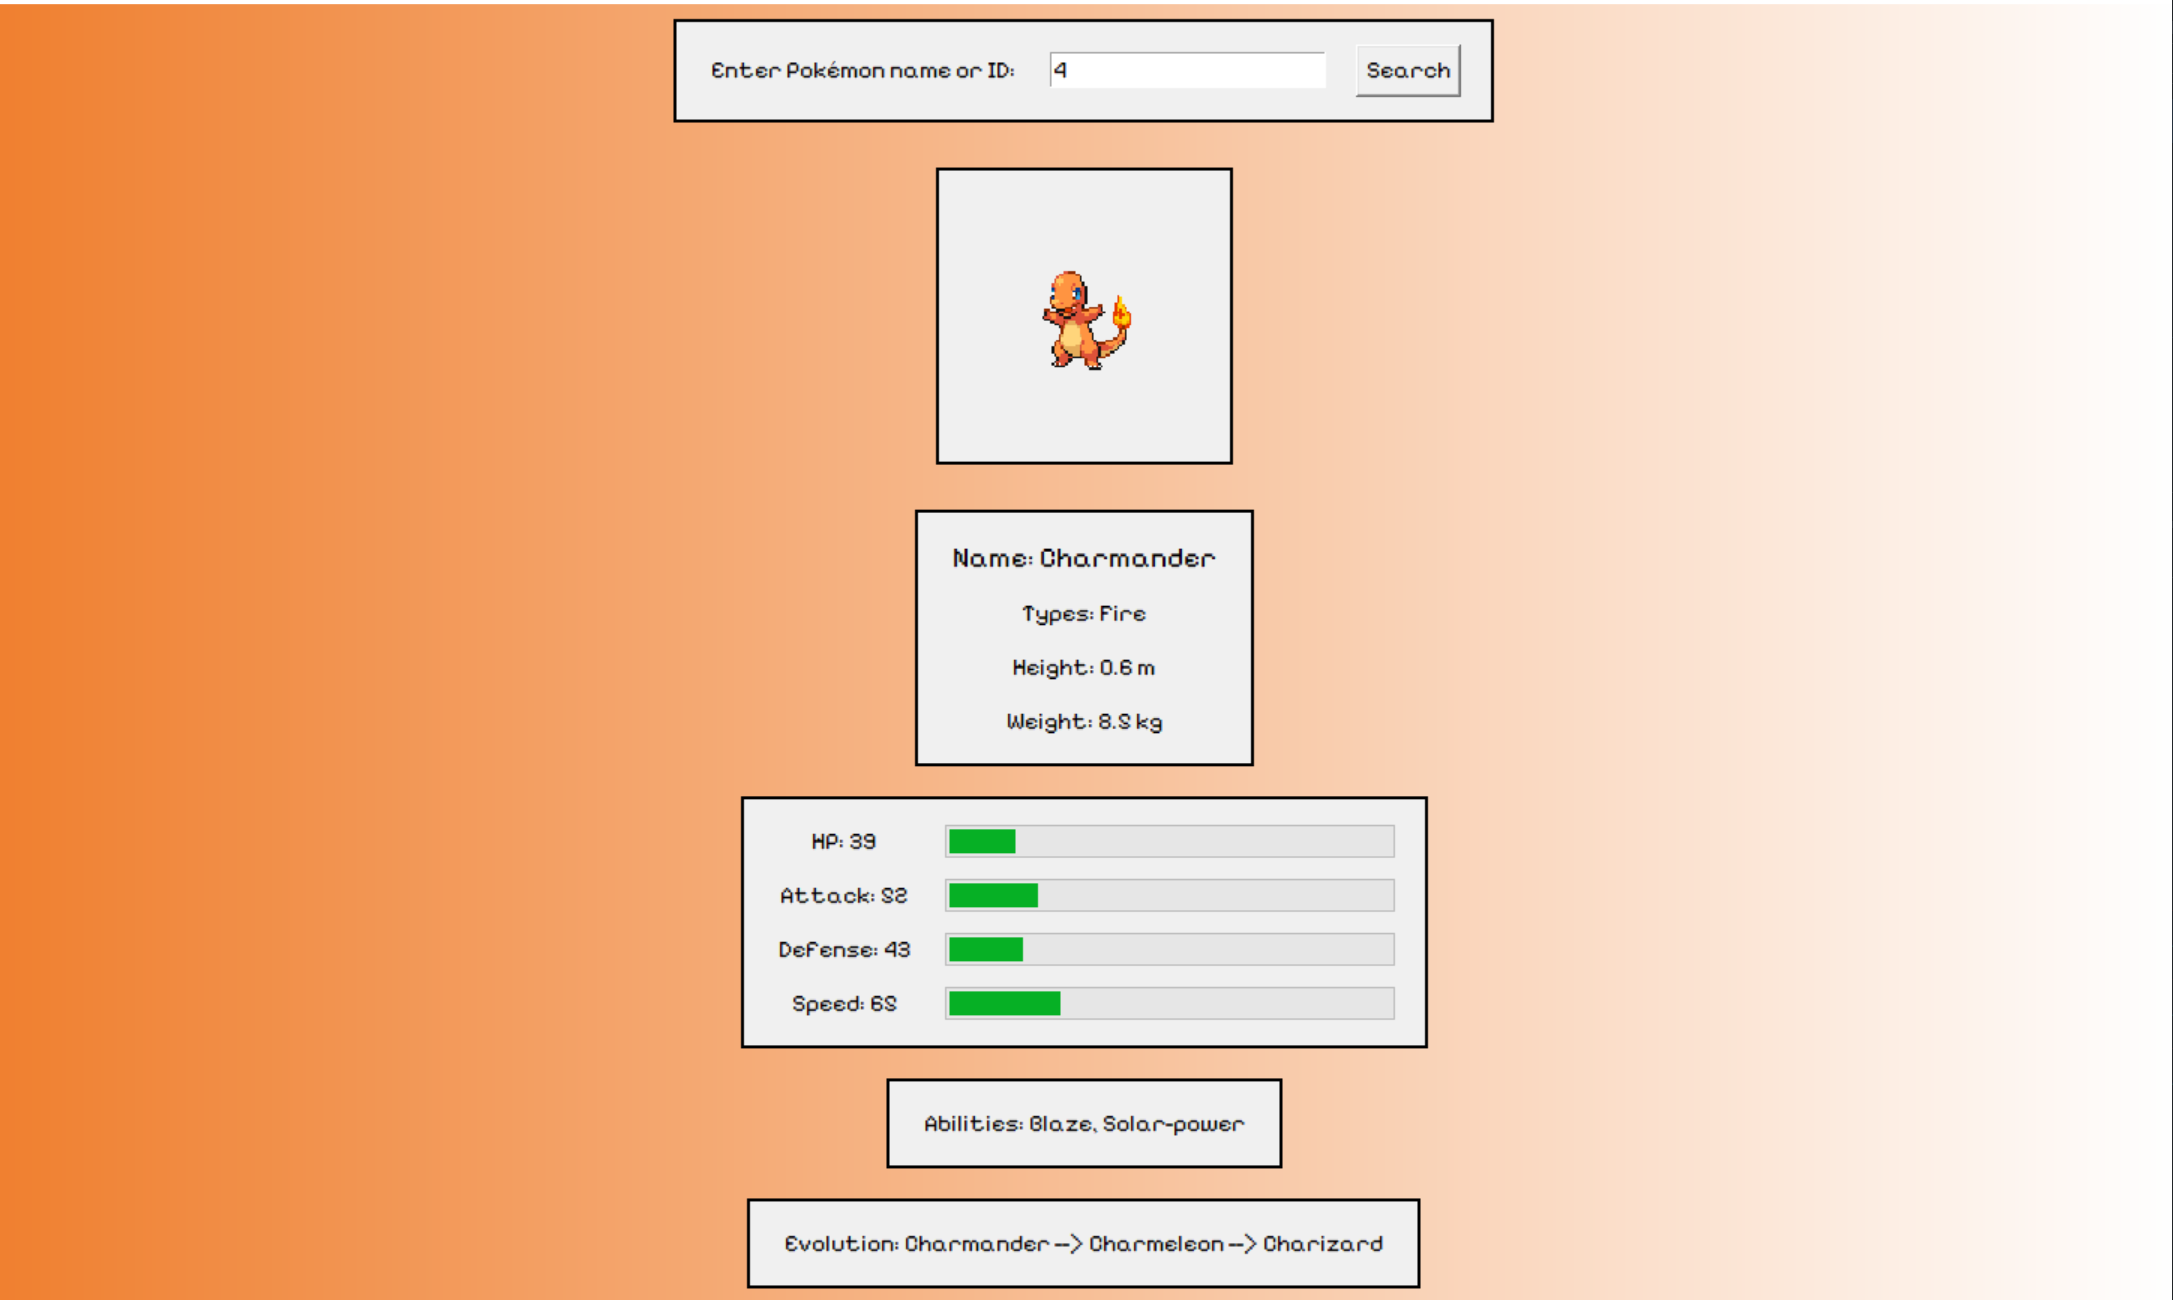 Enter Pokémon name or ID: 4 Search
Name: Charmander
Types: Fire
Height: 0.6 m
Weight: 8.5 kg
HP: 39
Attack: 52
Defense: 43
Speed: 65
Abilities: Blaze, Solar-power
Evolution: Charmander --> Charmeleon --> Charizard